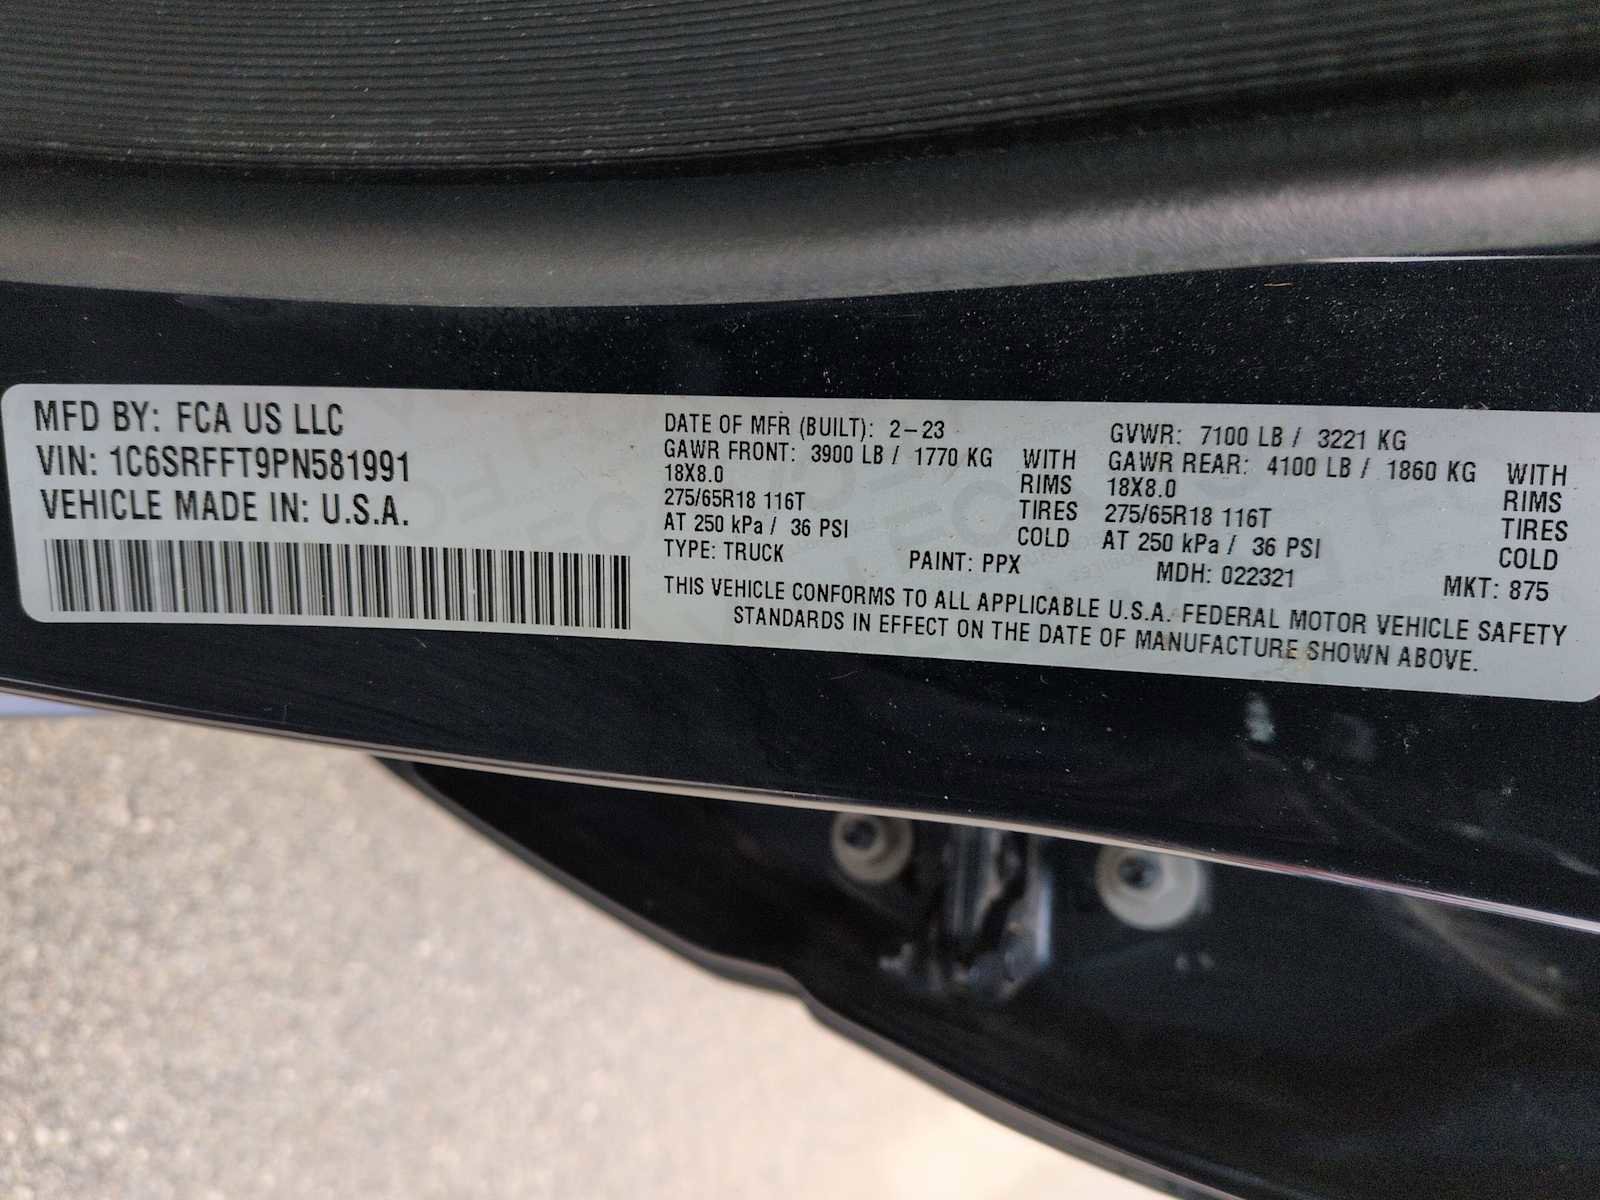 MFD BY: FCA US LLC
VIN: 1C6SRFFT9PN581991
VEHICLE MADE IN: U.S.A.
DATE OF MFR (BUILT): 2-23
GAWR FRONT: 3900 LB / 1770 KG WITH
18X8.0 RIMS
275/65R18 116T TIRES
AT 250 kPa / 36 PSI COLD
GVWR: 7100 LB / 3221 KG
GAWR REAR: 4100 LB / 1860 KG WITH
18X8.0 RIMS
275/65R18 116T TIRES
AT 250 kPa / 36 PSI COLD
TYPE: TRUCK PAINT: PPX MDH: 022321 MKT: 875
THIS VEHICLE CONFORMS TO ALL APPLICABLE U.S.A. FEDERAL MOTOR VEHICLE SAFETY
STANDARDS IN EFFECT ON THE DATE OF MANUFACTURE SHOWN ABOVE.